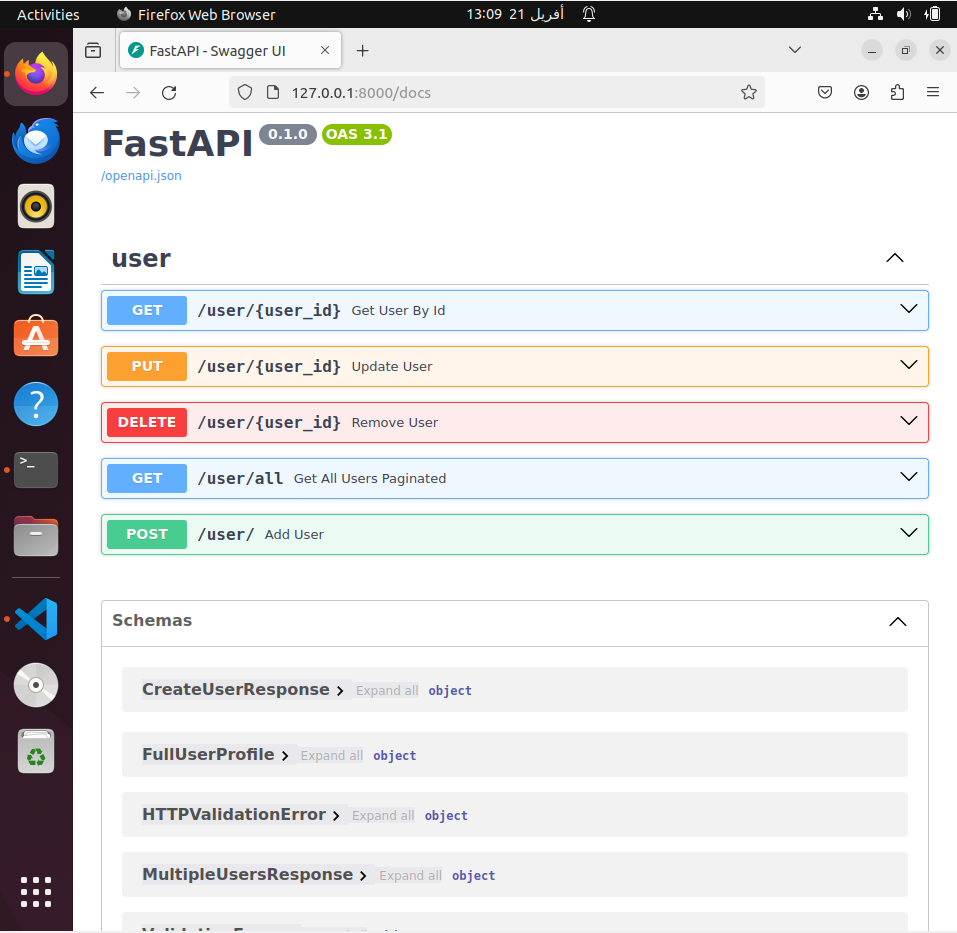 Activities Firefox Web Browser 13:09 21 أفريل
FastAPI - Swagger UI
127.0.0.1:8000/docs
FastAPI 0.1.0 OAS 3.1
/openapi.json
user
GET /user/{user_id} Get User By Id
PUT /user/{user_id} Update User
DELETE /user/{user_id} Remove User
GET /user/all Get All Users Paginated
POST /user/ Add User
Schemas
CreateUserResponse Expand all object
FullUserProfile Expand all object
HTTPValidationError Expand all object
MultipleUsersResponse Expand all object